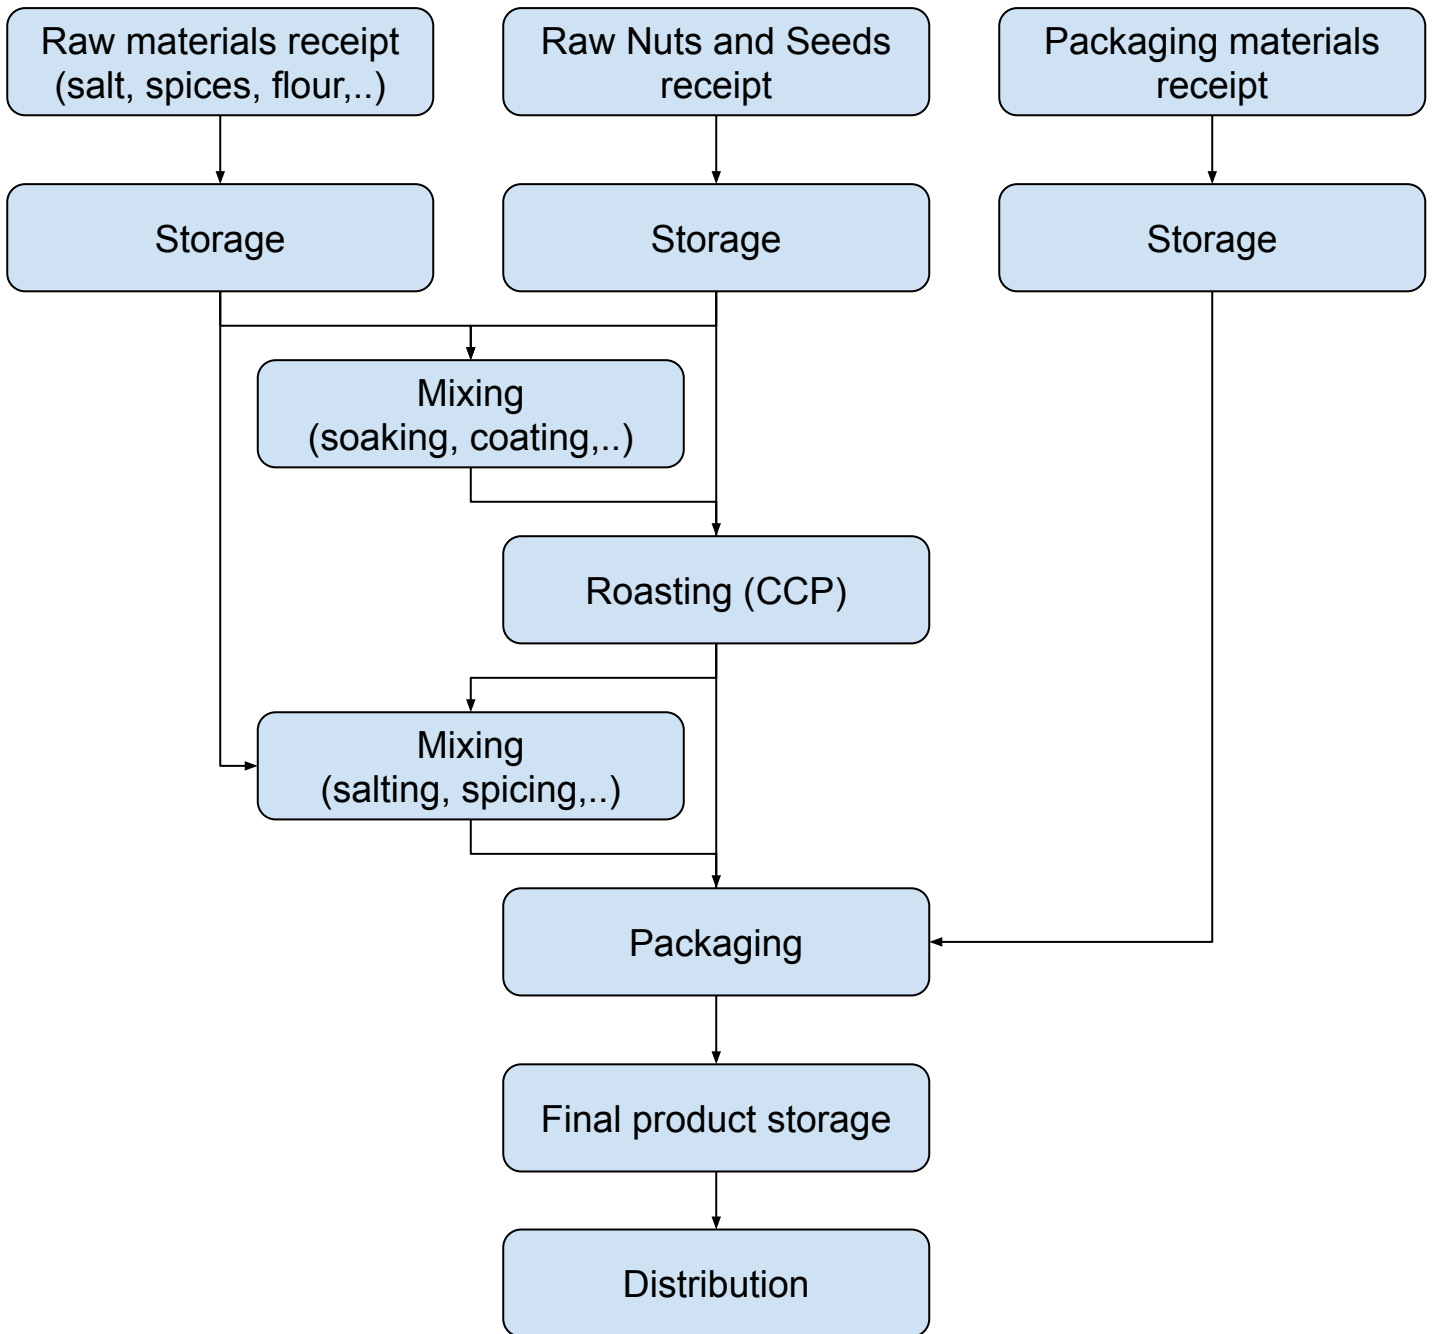 Raw materials receipt
(salt, spices, flour,..)
Raw Nuts and Seeds
receipt
Packaging materials
receipt
Storage
Storage
Storage
Mixing
(soaking, coating,..)
Roasting (CCP)
Mixing
(salting, spicing,..)
Packaging
Final product storage
Distribution